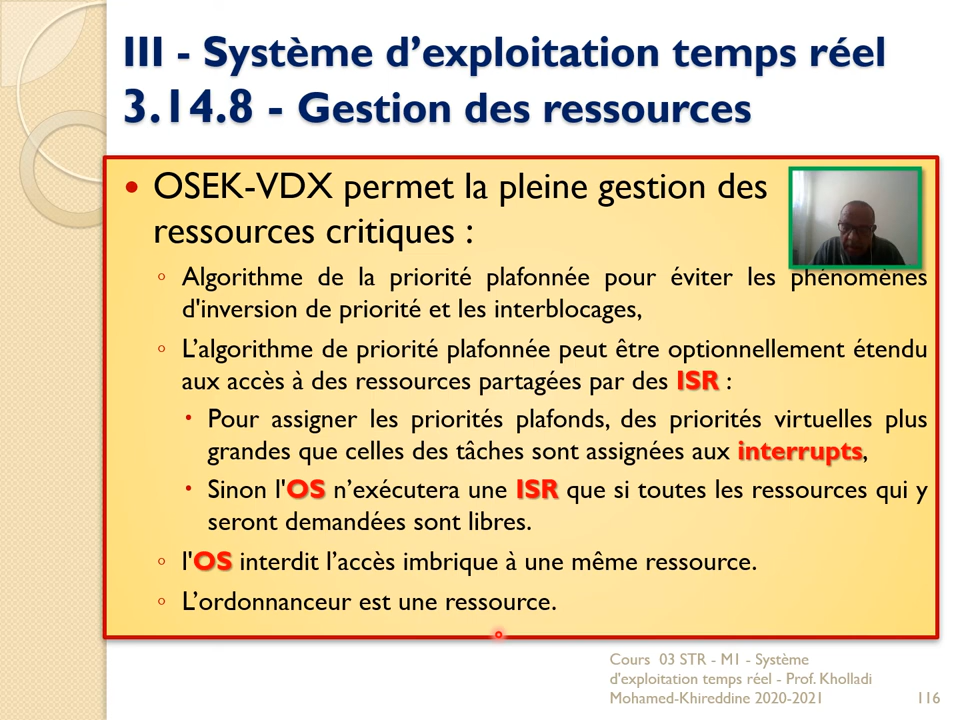 III - Système d’exploitation temps réel
3.14.8 - Gestion des ressources
• OSEK-VDX permet la pleine gestion des
ressources critiques :
◦ Algorithme de la priorité plafonnée pour éviter les phénomènes
d'inversion de priorité et les interblocages,
◦ L’algorithme de priorité plafonnée peut être optionnellement étendu
aux accès à des ressources partagées par des ISR :
• Pour assigner les priorités plafonds, des priorités virtuelles plus
grandes que celles des tâches sont assignées aux interrupts,
• Sinon l'OS n’exécutera une ISR que si toutes les ressources qui y
seront demandées sont libres.
◦ l'OS interdit l’accès imbrique à une même ressource.
◦ L’ordonnanceur est une ressource.
Cours 03 STR - M1 - Système
d'exploitation temps réel - Prof. Kholladi
Mohamed-Khireddine 2020-2021
116